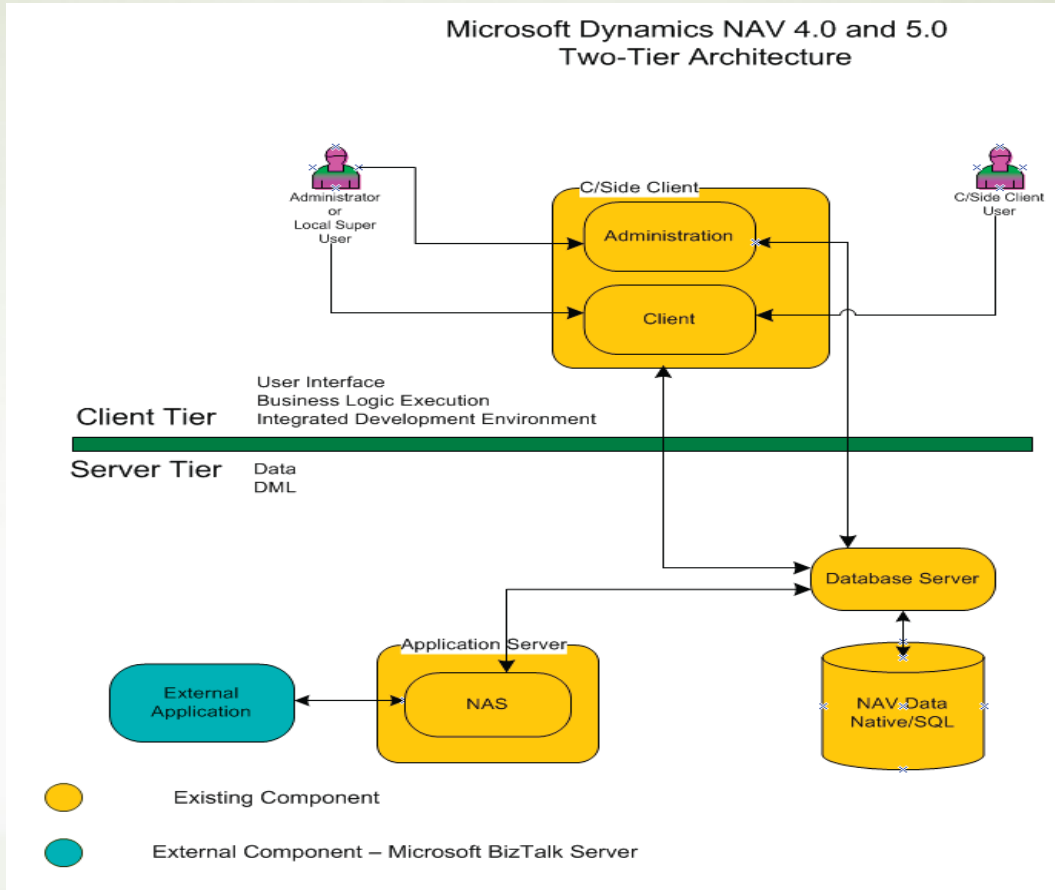 Microsoft Dynamics NAV 4.0 and 5.0
Two-Tier Architecture
Administrator
or
Local Super
User
C/Side Client
Administration
Client
C/Side Client
User
User Interface
Business Logic Execution
Integrated Development Environment
Client Tier
Server Tier
Data
DML
Database Server
Application Server
NAS
External
Application
NAV Data
Native/SQL
Existing Component
External Component – Microsoft BizTalk Server